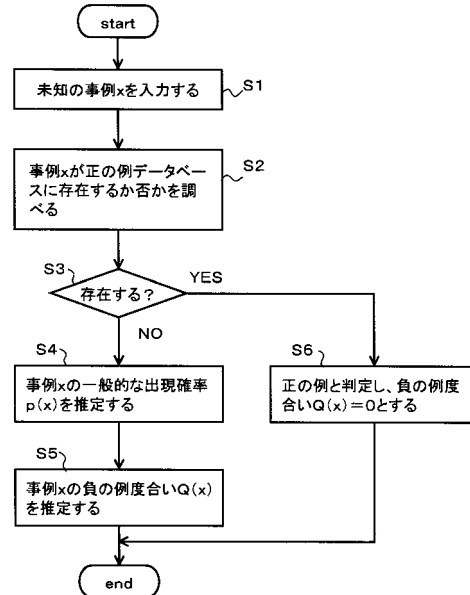 start
未知の事例xを入力する
S1
事例xが正の例データベー
スに存在するか否かを調
べる
S2
S3
存在する?
YES
NO
S4
事例xの一般的な出現確率
p(x)を推定する
S6
正の例と判定し、負の例度
合いQ(x)=0とする
S5
事例xの負の例度合いQ(x)
を推定する
end